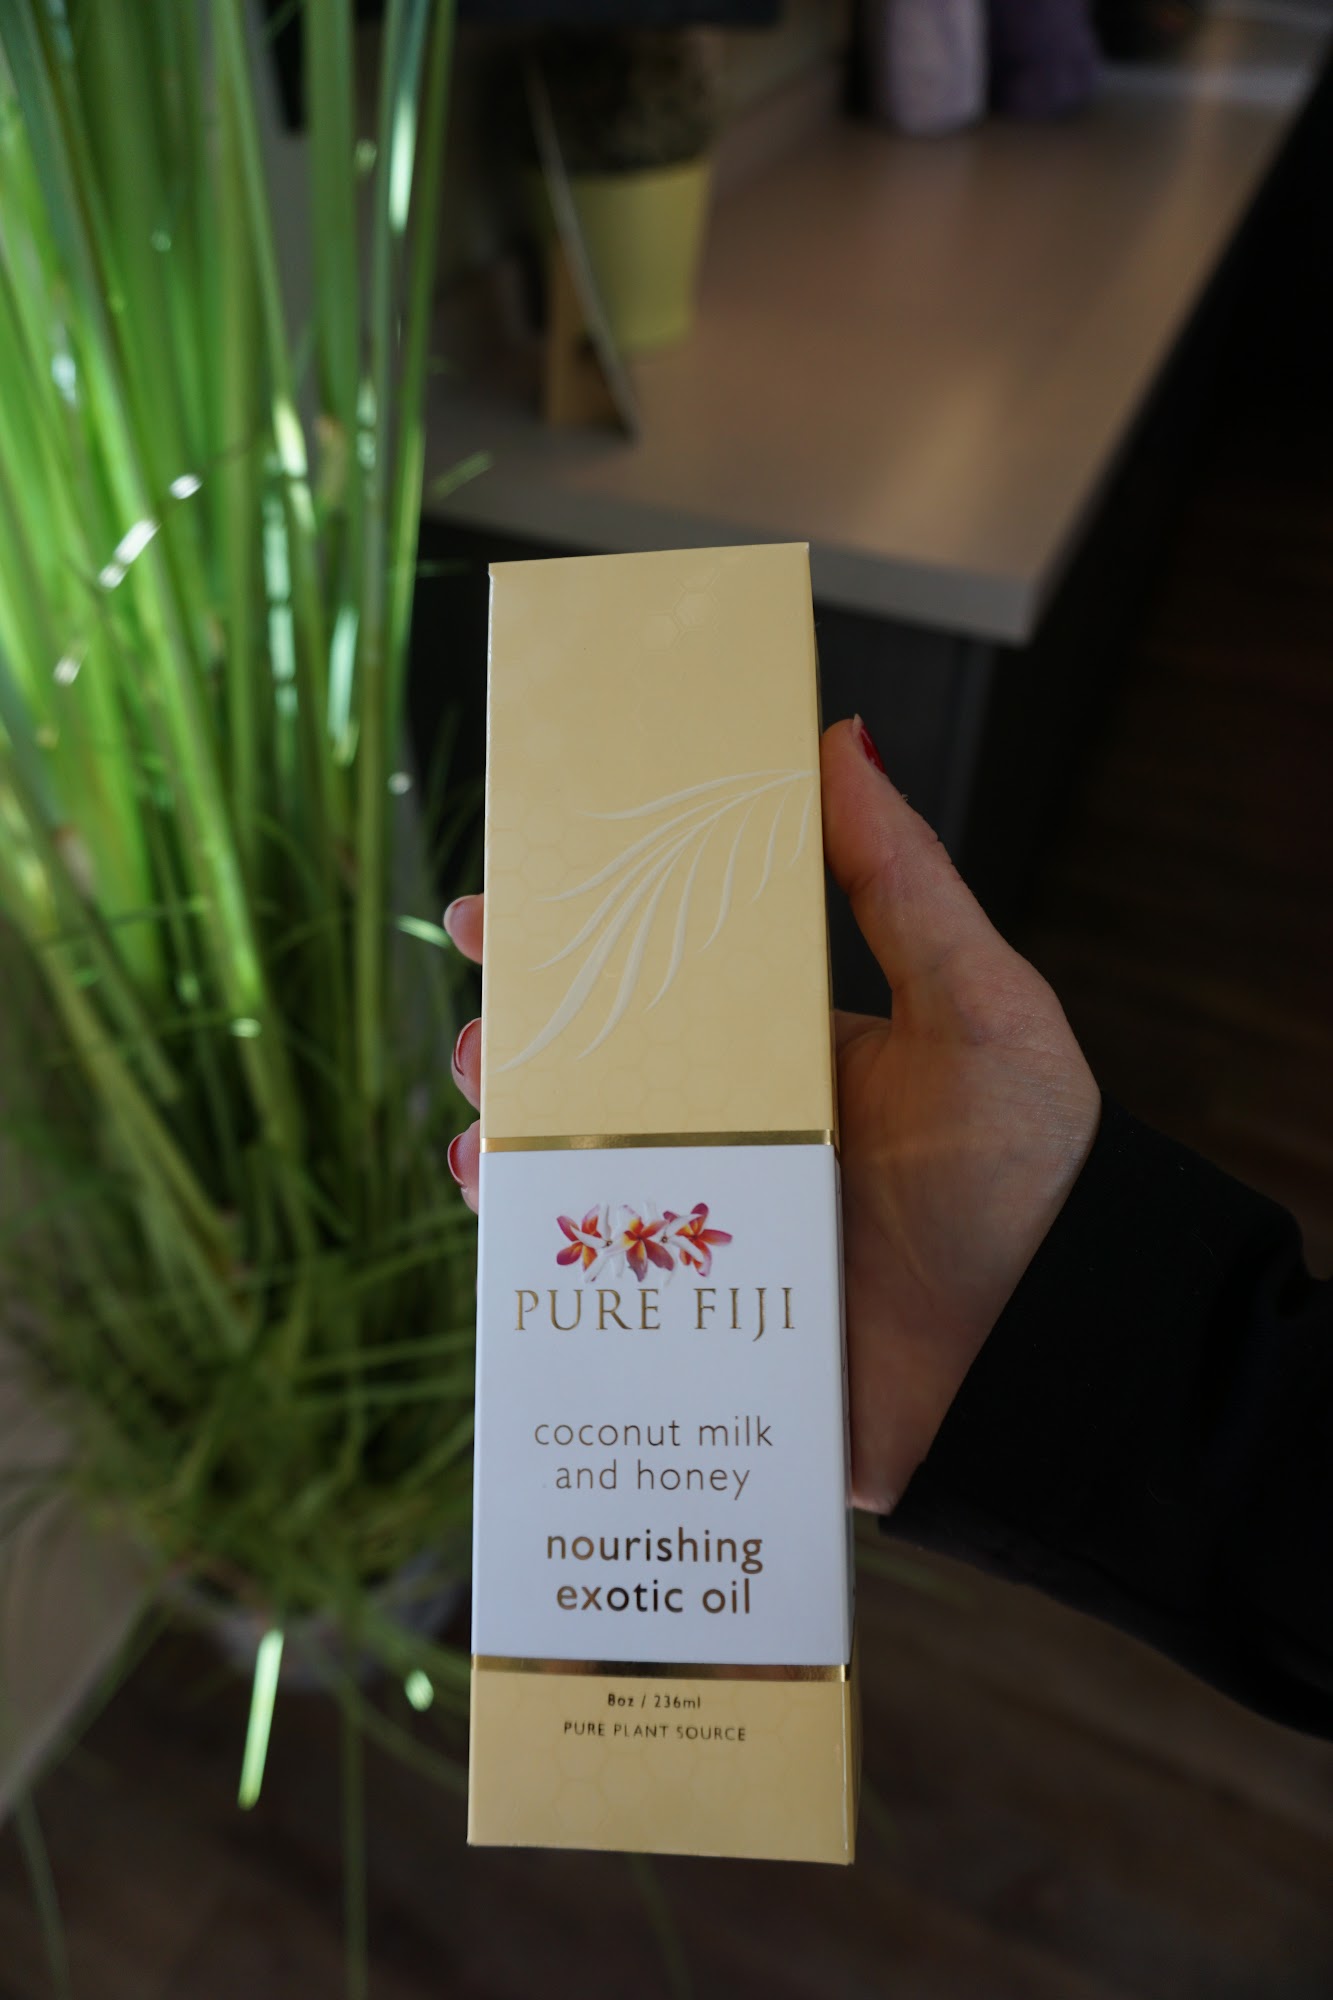 PURE FIJI
coconut milk
and honey
nourishing
exotic oil
8oz / 236ml
PURE PLANT SOURCE